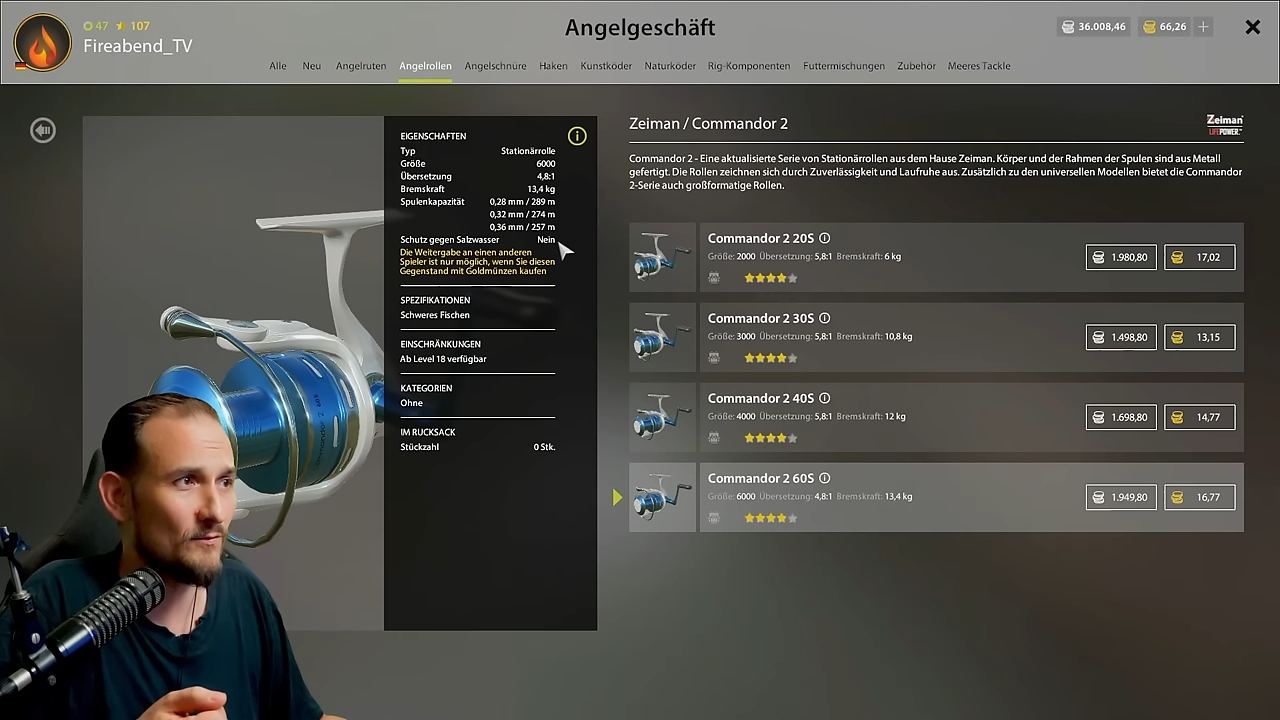 47 107
Fireabend_TV
Angelgeschäft
36.008,46 66,26 +
Alle Neu Angelruten Angelrollen Angelschnüre Haken Kunstköder Naturköder Rig-Komponenten Futtermischungen Zubehör Meeres Tackle
EIGENSCHAFTEN
Typ Stationärrolle
Größe 6000
Übersetzung 4,8:1
Bremskraft 13,4 kg
Spulenkapazität 0,28 mm / 289 m
0,32 mm / 274 m
0,36 mm / 257 m
Schutz gegen Salzwasser Nein
Die Weitergabe an einen anderen
Spieler ist nur möglich, wenn Sie diesen
Gegenstand mit Goldmünzen kaufen
SPEZIFIKATIONEN
Schweres Fischen
EINSCHRÄNKUNGEN
Ab Level 18 verfügbar
KATEGORIEN
Ohne
IM RUCKSACK
Stückzahl 0 Stk.
Commandor 2 60S
Zeiman / Commandor 2
Zeiman
LIFEPOWER
Commandor 2 - Eine aktualisierte Serie von Stationärrollen aus dem Hause Zeiman. Körper und der Rahmen der Spulen sind aus Metall
gefertigt. Die Rollen zeichnen sich durch Zuverlässigkeit und Laufruhe aus. Zusätzlich zu den universellen Modellen bietet die Commandor
2-Serie auch großformatige Rollen.
Commandor 2 20S
Größe: 2000 Übersetzung: 5,8:1 Bremskraft: 6 kg
1.980,80 17,02
Commandor 2 30S
Größe: 3000 Übersetzung: 5,8:1 Bremskraft: 10,8 kg
1.498,80 13,15
Commandor 2 40S
Größe: 4000 Übersetzung: 5,8:1 Bremskraft: 12 kg
1.698,80 14,77
Commandor 2 60S
Größe: 6000 Übersetzung: 4,8:1 Bremskraft: 13,4 kg
1.949,80 16,77